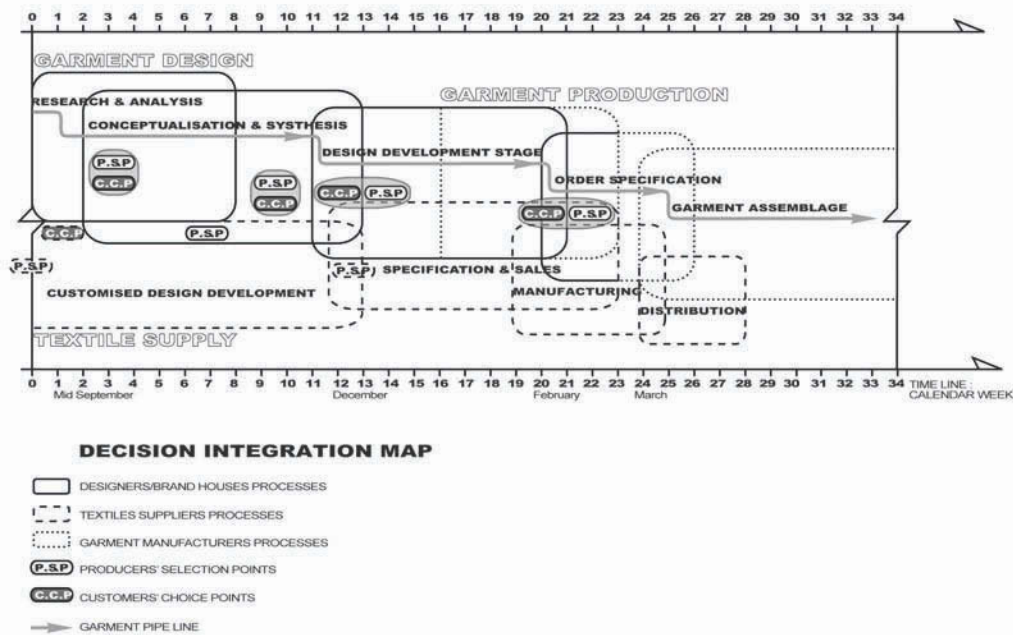 0 1 2 3 4 5 6 7 8 9 10 11 12 13 14 15 16 17 18 19 20 21 22 23 24 25 26 27 28 29 30 31 32 33 34
GARMENT DESIGN
GARMENT PRODUCTION
RESEARCH & ANALYSIS
CONCEPTUALISATION & SYSTHESIS
DESIGN DEVELOPMENT STAGE
P.S.P
C.C.P
P.S.P
C.C.P
C.C.P P.S.P
ORDER SPECIFICATION
C.C.P P.S.P
GARMENT ASSEMBLAGE
C.C.P
P.S.P
P.S.P
P.S.P
SPECIFICATION & SALES
CUSTOMISED DESIGN DEVELOPMENT
MANUFACTURING
DISTRIBUTION
TEXTILE SUPPLY
0 1 2 3 4 5 6 7 8 9 10 11 12 13 14 15 16 17 18 19 20 21 22 23 24 25 26 27 28 29 30 31 32 33 34
TIME LINE :
CALENDAR WEEK
Mid September December February March
DECISION INTEGRATION MAP
DESIGNERS/BRAND HOUSES PROCESSES
TEXTILES SUPPLIERS PROCESSES
GARMENT MANUFACTURERS PROCESSES
P.S.P PRODUCERS' SELECTION POINTS
C.C.P CUSTOMERS' CHOICE POINTS
GARMENT PIPE LINE